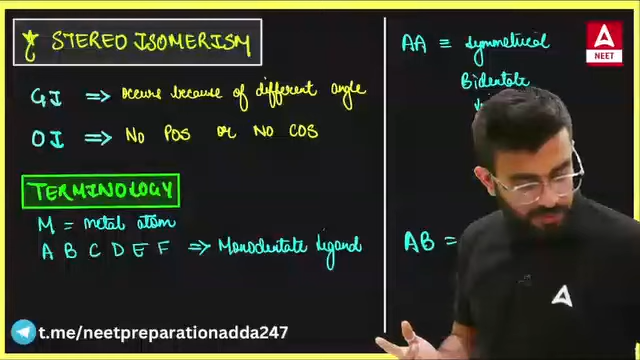 STEREO ISOMERISM
GI ⇒ Occurs because of different angle
OI ⇒ No POS or No COS
TERMINOLOGY
M = metal atom
A B C D E F ⇒ Monodentate Ligand
t.me/neetpreparationadda247
AA ≡ Symmetrical
Bidentate
AB =
A
NEET
A